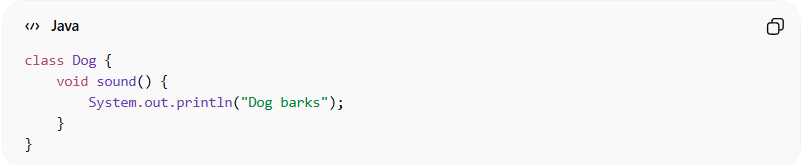 </> Java
class Dog {
    void sound() {
        System.out.println("Dog barks");
    }
}